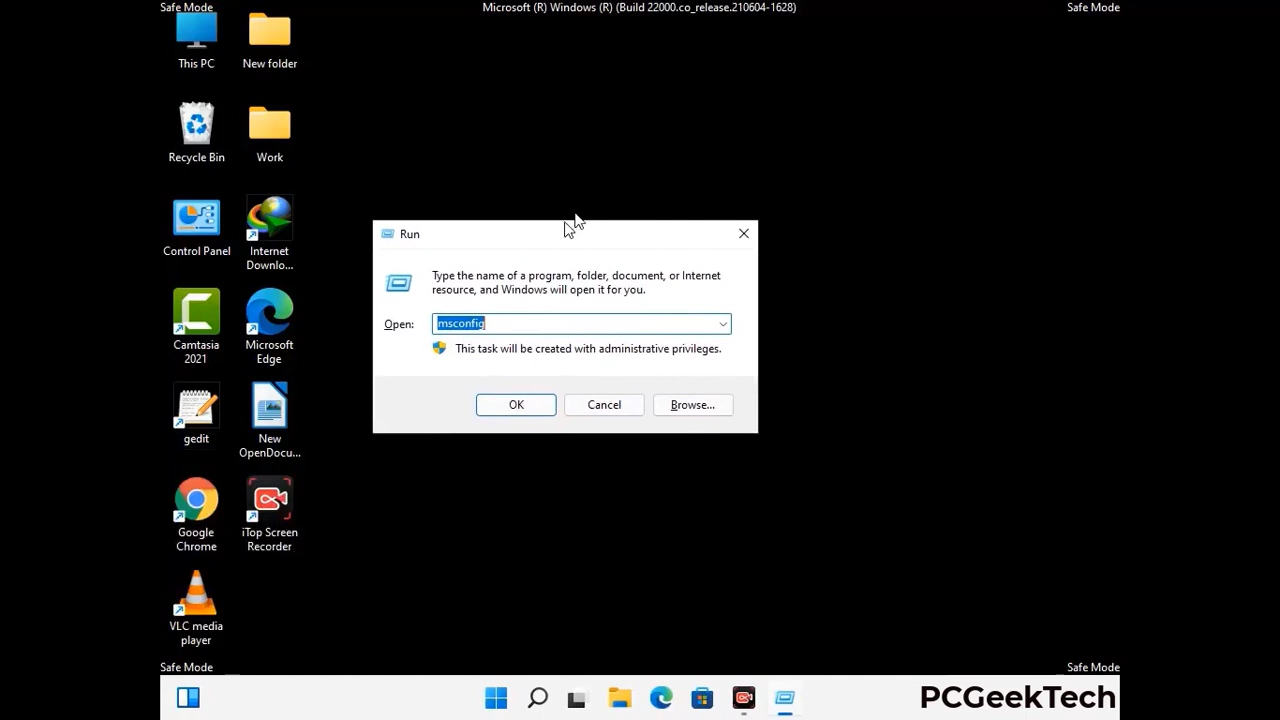 Safe Mode
Microsoft (R) Windows (R) (Build 22000.co_release.210604-1628)
Safe Mode
This PC
New folder
Recycle Bin
Work
Control Panel
Internet
Downlo...
Camtasia
2021
Microsoft
Edge
gedit
New
OpenDocu...
Google
Chrome
iTop Screen
Recorder
VLC media
player
Run
Type the name of a program, folder, document, or Internet
resource, and Windows will open it for you.
Open:
msconfig
This task will be created with administrative privileges.
OK
Cancel
Browse...
Safe Mode
Safe Mode
PCGeekTech